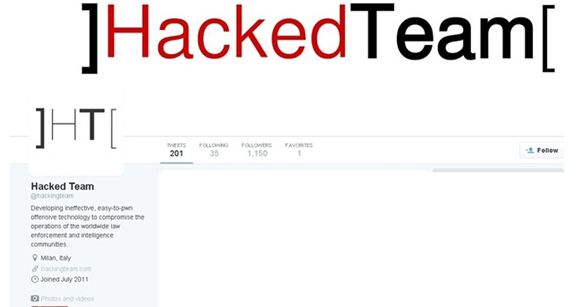 ]HackedTeam[
]HT[
TWEETS FOLLOWING FOLLOWERS FAVORITES
201 35 1,150 1
Follow
Hacked Team
@hackingteam
Developing ineffective, easy-to-pwn
offensive technology to compromise the
operations of the worldwide law
enforcement and intelligence
communities.
Milan, Italy
hackingteam.com
Joined July 2011
Photos and videos